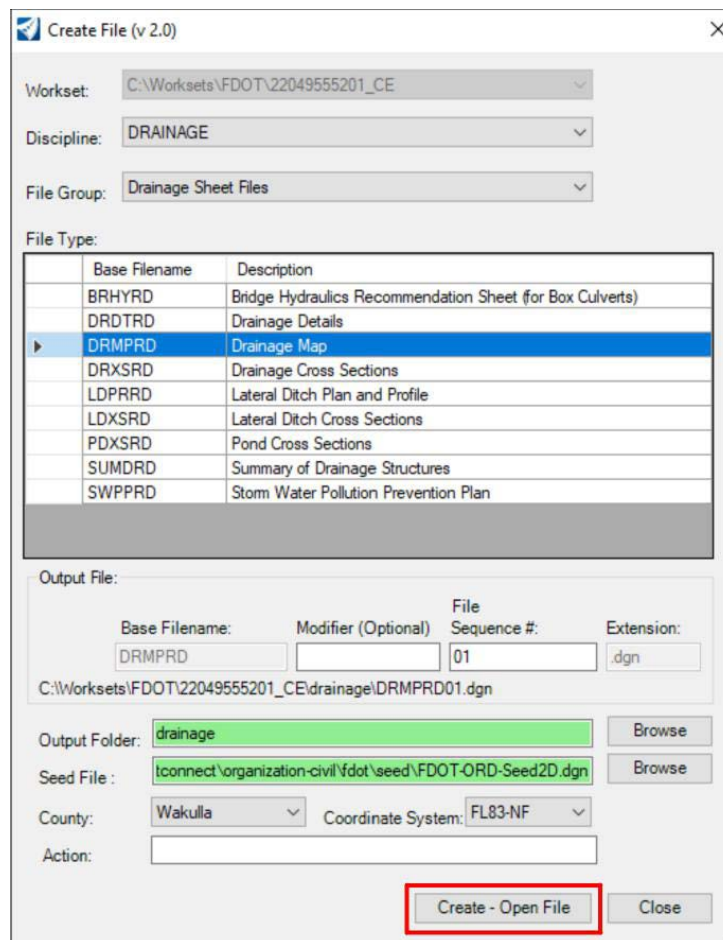 Create File (v 2.0)
Workset: C:\Worksets\FDOT\22049555201_CE
Discipline: DRAINAGE
File Group: Drainage Sheet Files
File Type:
Base Filename Description
BRHYRD Bridge Hydraulics Recommendation Sheet (for Box Culverts)
DRDTRD Drainage Details
DRMPRD Drainage Map
DRXSRD Drainage Cross Sections
LDPRRD Lateral Ditch Plan and Profile
LDXSRD Lateral Ditch Cross Sections
PDXSRD Pond Cross Sections
SUMDRD Summary of Drainage Structures
SWPPRD Storm Water Pollution Prevention Plan
Output File:
File
Base Filename: Modifier (Optional) Sequence #: Extension:
DRMPRD 01 .dgn
C:\Worksets\FDOT\22049555201_CE\drainage\DRMPRD01.dgn
Output Folder: drainage Browse
Seed File : tconnect\organization-civil\fdot\seed\FDOT-ORD-Seed2D.dgn Browse
County: Wakulla Coordinate System: FL83-NF
Action:
Create - Open File Close